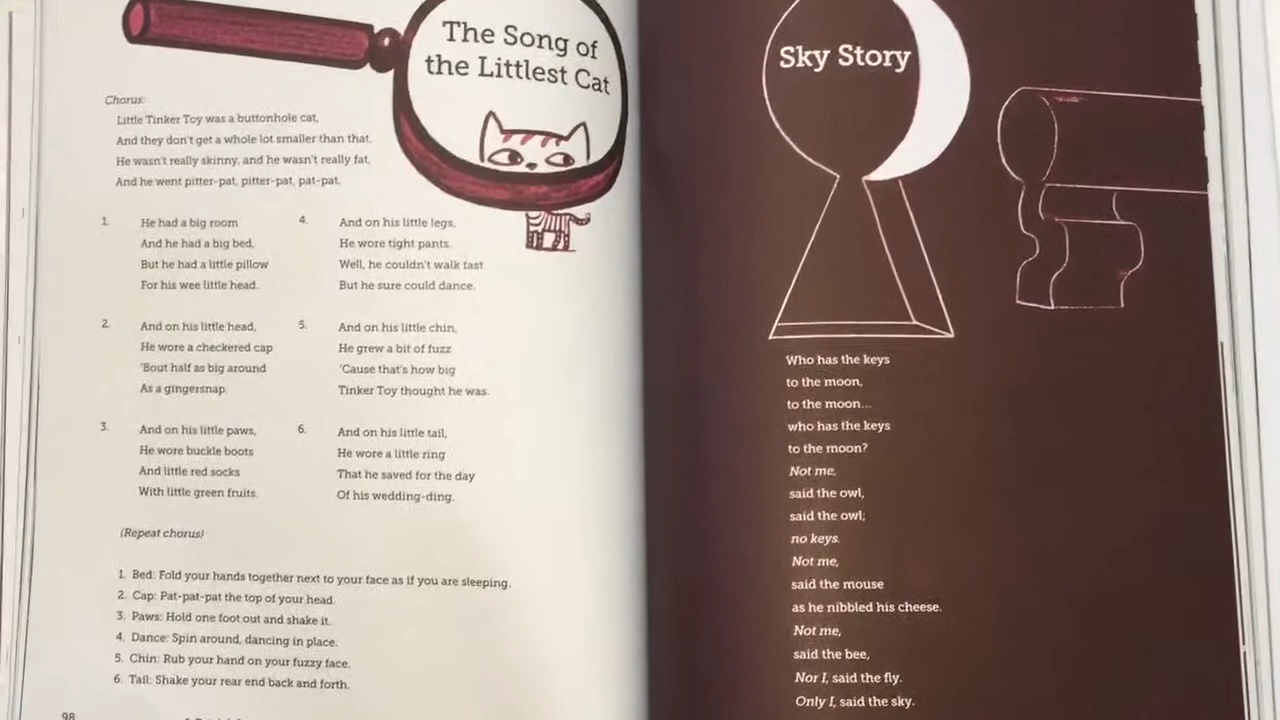 The Song of
the Littlest Cat
Chorus:
Little Tinker Toy was a buttonhole cat,
And they don't get a whole lot smaller than that.
He wasn't really skinny, and he wasn't really fat,
And he went pitter-pat, pitter-pat, pat-pat.
1. He had a big room
And he had a big bed,
But he had a little pillow
For his wee little head.
2. And on his little head,
He wore a checkered cap
'Bout half as big around
As a gingersnap.
3. And on his little paws,
He wore buckle boots
And little red socks
With little green fruits.
4. And on his little legs,
He wore tight pants.
Well, he couldn't walk fast
But he sure could dance.
5. And on his little chin,
He grew a bit of fuzz
'Cause that's how big
Tinker Toy thought he was.
6. And on his little tail,
He wore a little ring
That he saved for the day
Of his wedding-ding.
(Repeat chorus)
1. Bed: Fold your hands together next to your face as if you are sleeping.
2. Cap: Pat-pat-pat the top of your head.
3. Paws: Hold one foot out and shake it.
4. Dance: Spin around, dancing in place.
5. Chin: Rub your hand on your fuzzy face.
6. Tail: Shake your rear end back and forth.
98
Sky Story
Who has the keys
to the moon,
to the moon...
who has the keys
to the moon?
Not me,
said the owl,
said the owl;
no keys.
Not me,
said the mouse
as he nibbled his cheese.
Not me,
said the bee,
Nor I, said the fly.
Only I, said the sky.